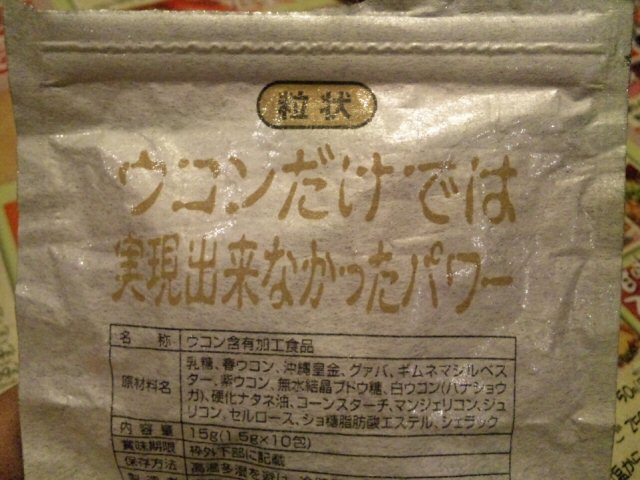 粒状
ウコンだけでは
実現出来なかったパワー
名 称 ウコン含有加工食品
乳糖、春ウコン、沖縄皇金、グァバ、ギムネマシルベス
原材料名 ター、紫ウコン、無水結晶ブドウ糖、白ウコン(ハナショウ
ガ)、硬化ナタネ油、コーンスターチ、マンジェリコン、ジュ
リコン、セルロース、ショ糖脂肪酸エステル、シェラック
内 容 量 15g(1.5g×10包)
賞味期限 枠外下部に記載
保存方法 高温多湿を避け、